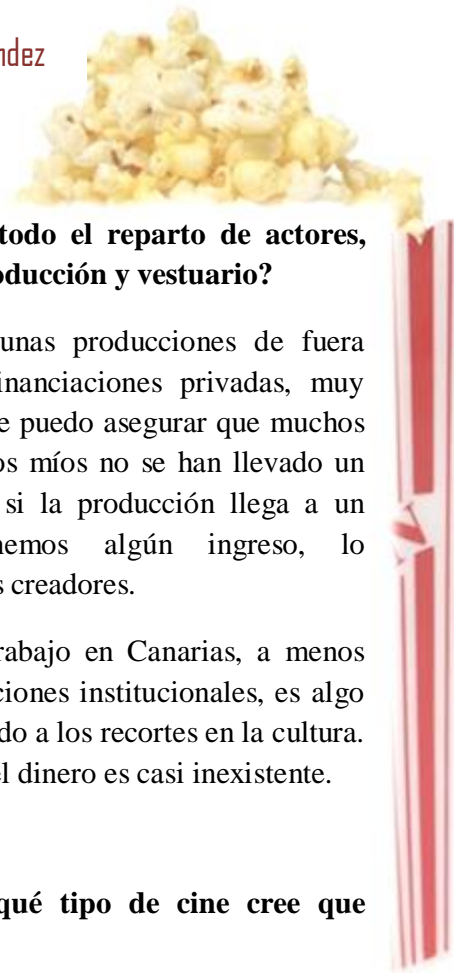 ndez
todo el reparto de actores,
oducción y vestuario?
unas producciones de fuera
inanciaciones privadas, muy
e puedo asegurar que muchos
os míos no se han llevado un
si la producción llega a un
nemos algún ingreso, lo
s creadores.
rabajo en Canarias, a menos
ciones institucionales, es algo
do a los recortes en la cultura.
el dinero es casi inexistente.
qué tipo de cine cree que